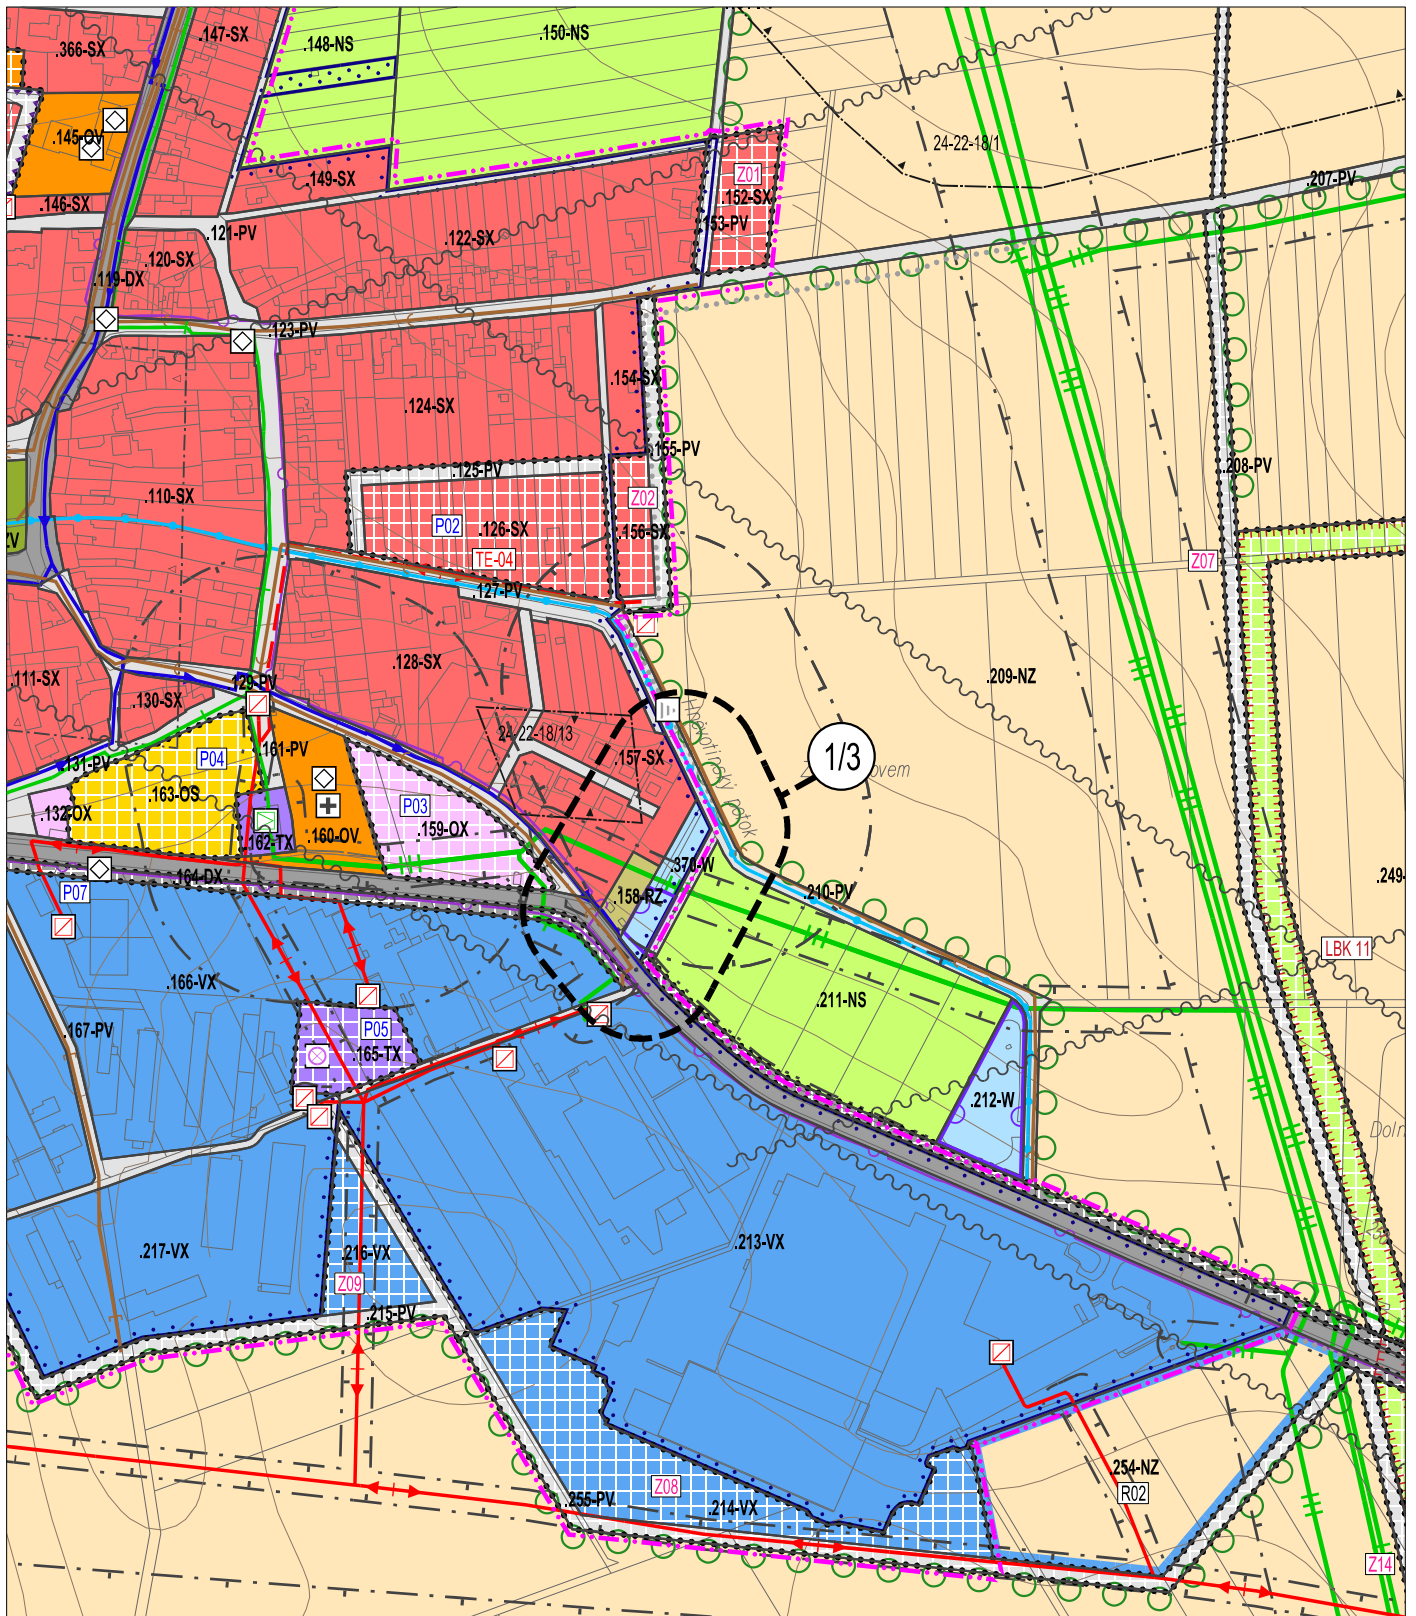 .147-SX
.366-SX
.148-NS
.150-NS
.145-OV
24-22-18/1
Z01
.149-SX
.152-SX
.207-PV
.146-SX
.153-PV
.121-PV
.122-SX
.120-SX
.119-DX
.123-PV
.154-SX
.124-SX
.155-PV
.125-PV
.208-PV
.110-SX
Z02
P02
.126-SX
.156-SX
TE-04
Z07
.127-PV
.128-SX
.209-NZ
.111-SX
.129-PV
.130-SX
24-22-18/13
1/3
.161-PV
.157-SX
P04
.131-PV
ovem
potok
.163-OS
P03
.132-OX
.162-TX
.160-OV
.159-OX
.370-W
.164-DX
.249-
P07
.158-RZ
.210-PV
LBK 11
.166-VX
.211-NS
.167-PV
P05
.165-TX
.212-W
Doln
.213-VX
.217-VX
.216-VX
Z09
.215-PV
.254-NZ
Z08
R02
.255-PV
.214-VX
Z14